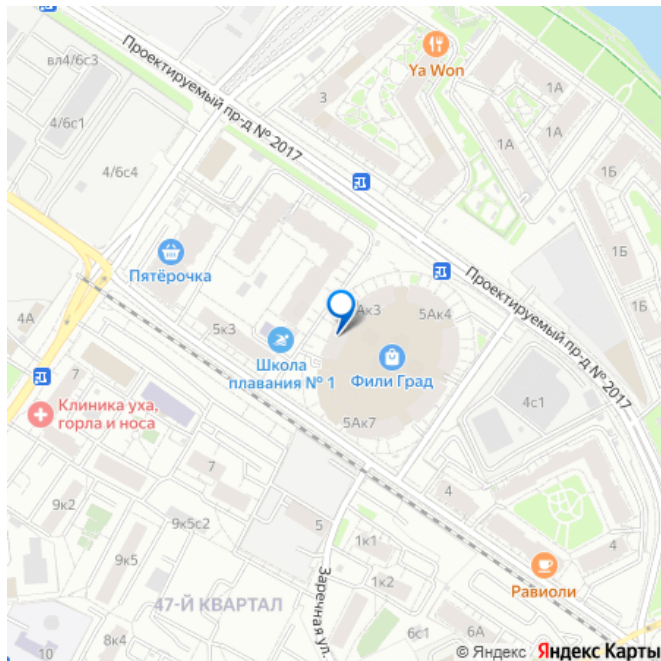 вл4/6с3
Проектируемый пр-д № 2017
Ya Won
3
1А
1А
1А
4/6с1
4/6с4
1Б
1Б
1Б
Пятёрочка
Проектируемый пр-д № 2017
4А
5к3
Ак3
5Ак4
Школа
плавания № 1
Фили Град
7
Клиника уха,
горла и носа
5Ак7
4с1
7
4
9к2
9к5с2
5
1к1
4
9к5
Заречная ул.
1к2
Равиоли
47-Й КВАРТАЛ
8к4
10
6с1
6А
© Яндекс Яндекс Карты